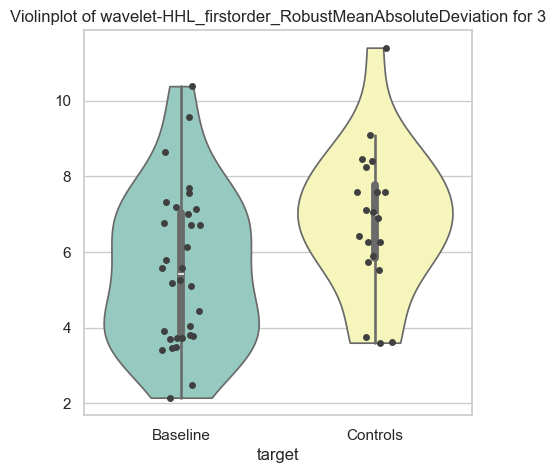 Violinplot of wavelet-HHL_firstorder_RobustMeanAbsoluteDeviation for 3
10
8
6
4
2
Baseline Controls
target